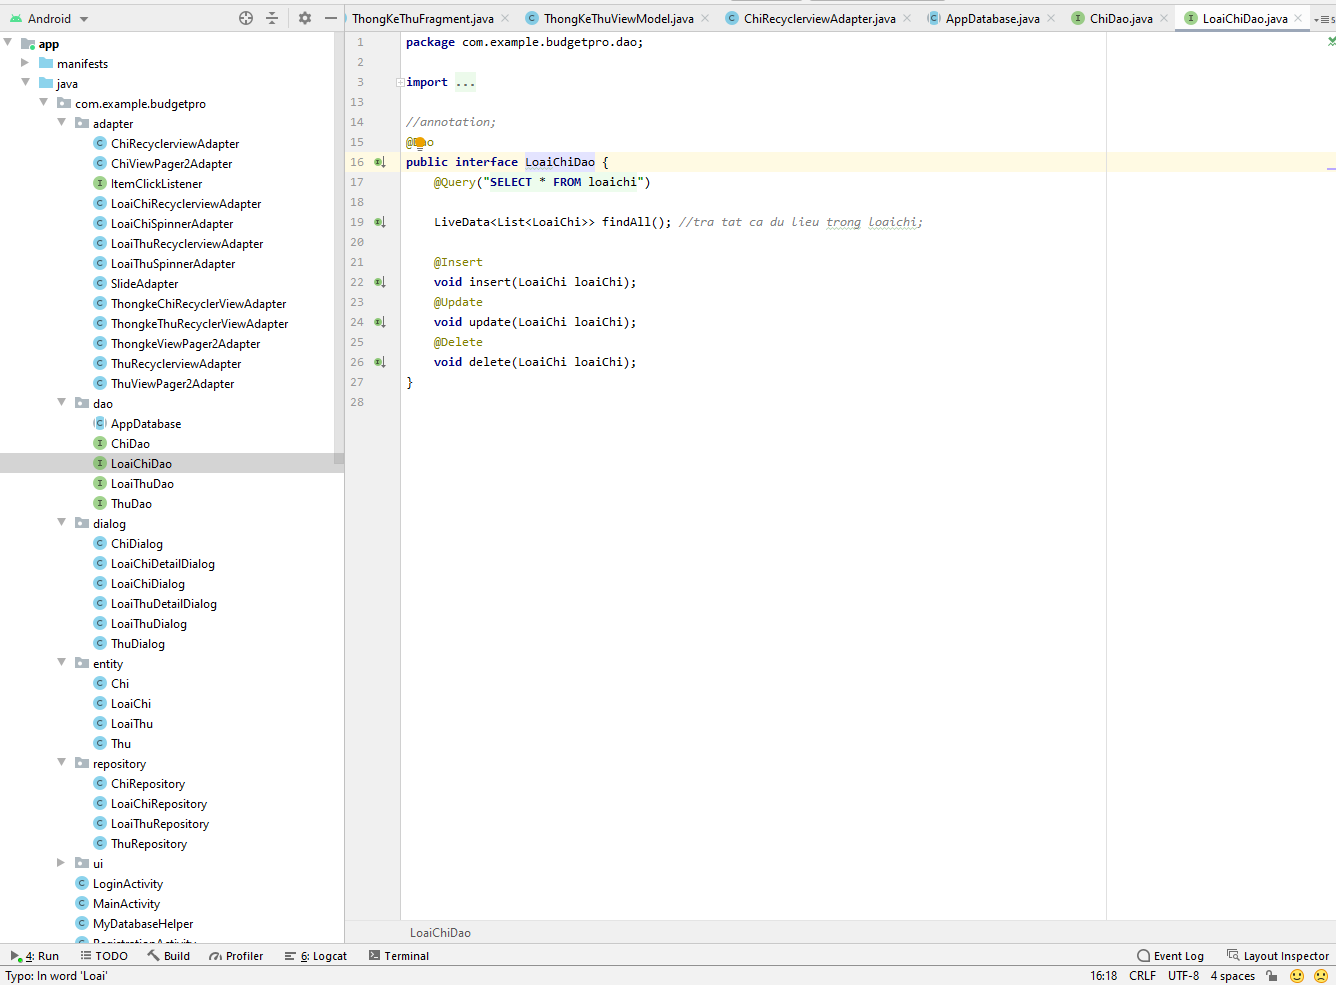 Android
ThongKeThuFragment.java
ThongKeThuViewModel.java
ChiRecyclerviewAdapter.java
AppDatabase.java
ChiDao.java
LoaiChiDao.java
app
manifests
java
com.example.budgetpro
adapter
ChiRecyclerviewAdapter
ChiViewPager2Adapter
ItemClickListener
LoaiChiRecyclerviewAdapter
LoaiChiSpinnerAdapter
LoaiThuRecyclerviewAdapter
LoaiThuSpinnerAdapter
SlideAdapter
ThongkeChiRecyclerViewAdapter
ThongkeThuRecyclerViewAdapter
ThongkeViewPager2Adapter
ThuRecyclerviewAdapter
ThuViewPager2Adapter
dao
AppDatabase
ChiDao
LoaiChiDao
LoaiThuDao
ThuDao
dialog
ChiDialog
LoaiChiDetailDialog
LoaiChiDialog
LoaiThuDetailDialog
LoaiThuDialog
ThuDialog
entity
Chi
LoaiChi
LoaiThu
Thu
repository
ChiRepository
LoaiChiRepository
LoaiThuRepository
ThuRepository
ui
LoginActivity
MainActivity
MyDatabaseHelper
RegistrationActivity
1 package com.example.budgetpro.dao;
2
3 import ...
13
14 //annotation;
15 @Dao
16 public interface LoaiChiDao {
17 @Query("SELECT * FROM loaichi")
18
19 LiveData<List<LoaiChi>> findAll(); //tra tat ca du lieu trong loaichi;
20
21 @Insert
22 void insert(LoaiChi loaiChi);
23 @Update
24 void update(LoaiChi loaiChi);
25 @Delete
26 void delete(LoaiChi loaiChi);
27 }
28
LoaiChiDao
4: Run TODO Build Profiler 6: Logcat Terminal Event Log Layout Inspector
Typo: In word 'Loai' 16:18 CRLF UTF-8 4 spaces